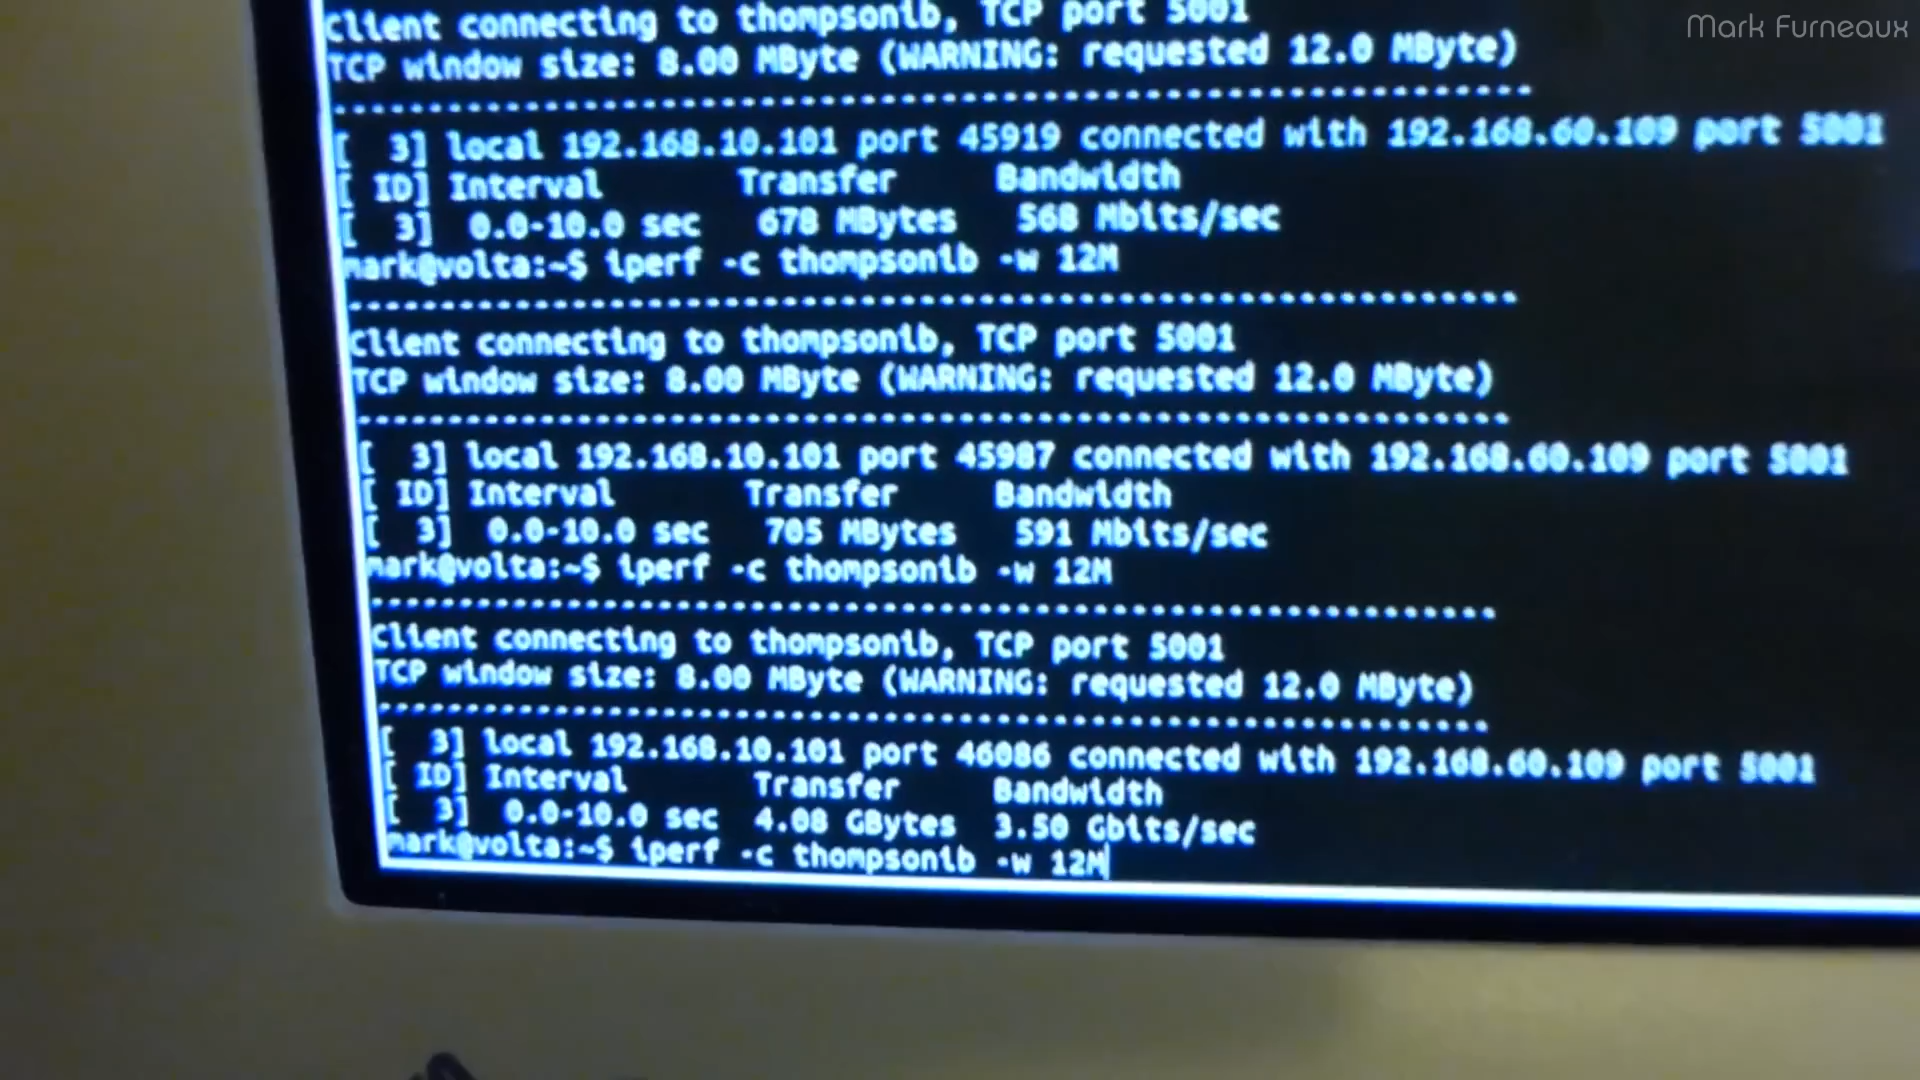 Mark Furneaux
Client connecting to thompsonib, TCP port 5001
TCP window size: 8.00 MByte (WARNING: requested 12.0 MByte)
------------------------------------------------------------
[  3] local 192.168.10.101 port 45919 connected with 192.168.60.109 port 5001
[ ID] Interval       Transfer     Bandwidth
[  3]  0.0-10.0 sec   678 MBytes   568 Mbits/sec
mark@volta:~$ iperf -c thompsonib -w 12M
------------------------------------------------------------
Client connecting to thompsonib, TCP port 5001
TCP window size: 8.00 MByte (WARNING: requested 12.0 MByte)
------------------------------------------------------------
[  3] local 192.168.10.101 port 45987 connected with 192.168.60.109 port 5001
[ ID] Interval       Transfer     Bandwidth
[  3]  0.0-10.0 sec   705 MBytes   591 Mbits/sec
mark@volta:~$ iperf -c thompsonib -w 12M
------------------------------------------------------------
Client connecting to thompsonib, TCP port 5001
TCP window size: 8.00 MByte (WARNING: requested 12.0 MByte)
------------------------------------------------------------
[  3] local 192.168.10.101 port 46086 connected with 192.168.60.109 port 5001
[ ID] Interval       Transfer     Bandwidth
[  3]  0.0-10.0 sec  4.08 GBytes  3.50 Gbits/sec
mark@volta:~$ iperf -c thompsonib -w 12M